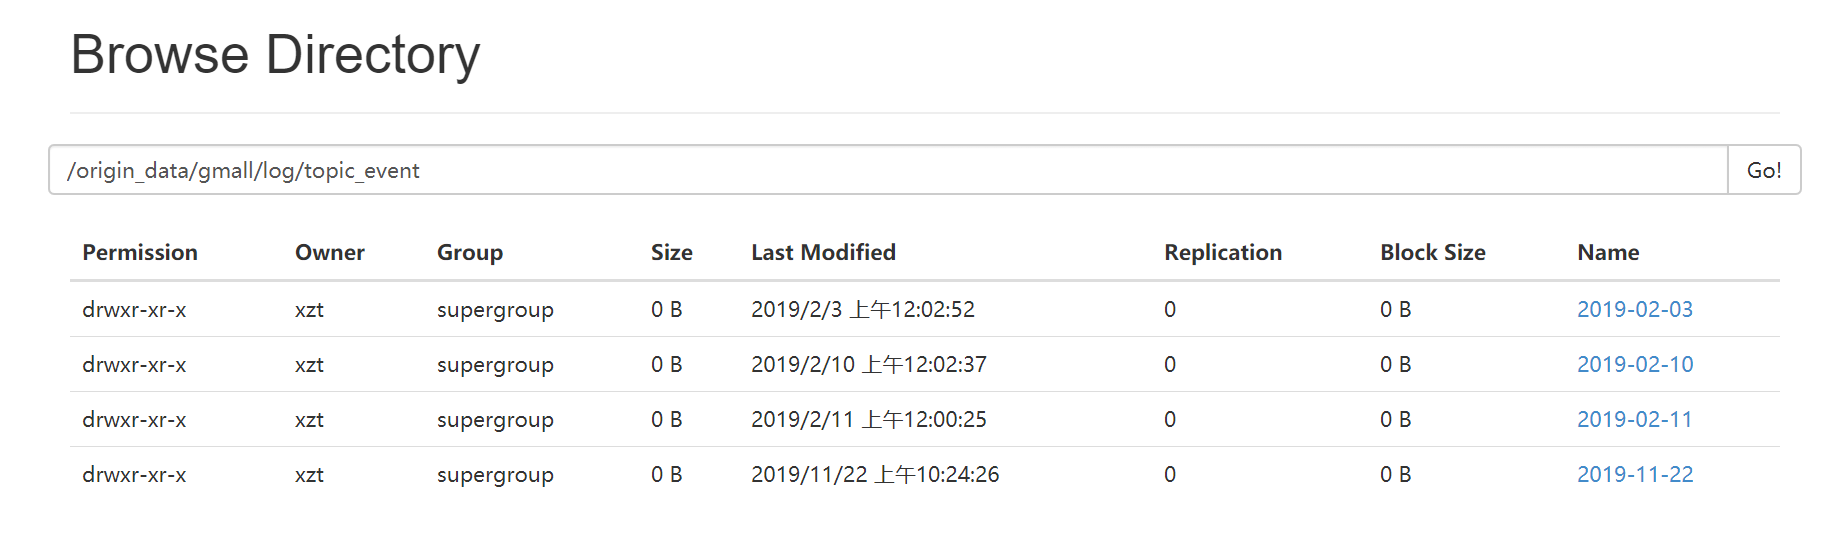 Browse Directory
/origin_data/gmall/log/topic_event Go!
Permission Owner Group Size Last Modified Replication Block Size Name
drwxr-xr-x xzt supergroup 0 B 2019/2/3 上午12:02:52 0 0 B 2019-02-03
drwxr-xr-x xzt supergroup 0 B 2019/2/10 上午12:02:37 0 0 B 2019-02-10
drwxr-xr-x xzt supergroup 0 B 2019/2/11 上午12:00:25 0 0 B 2019-02-11
drwxr-xr-x xzt supergroup 0 B 2019/11/22 上午10:24:26 0 0 B 2019-11-22